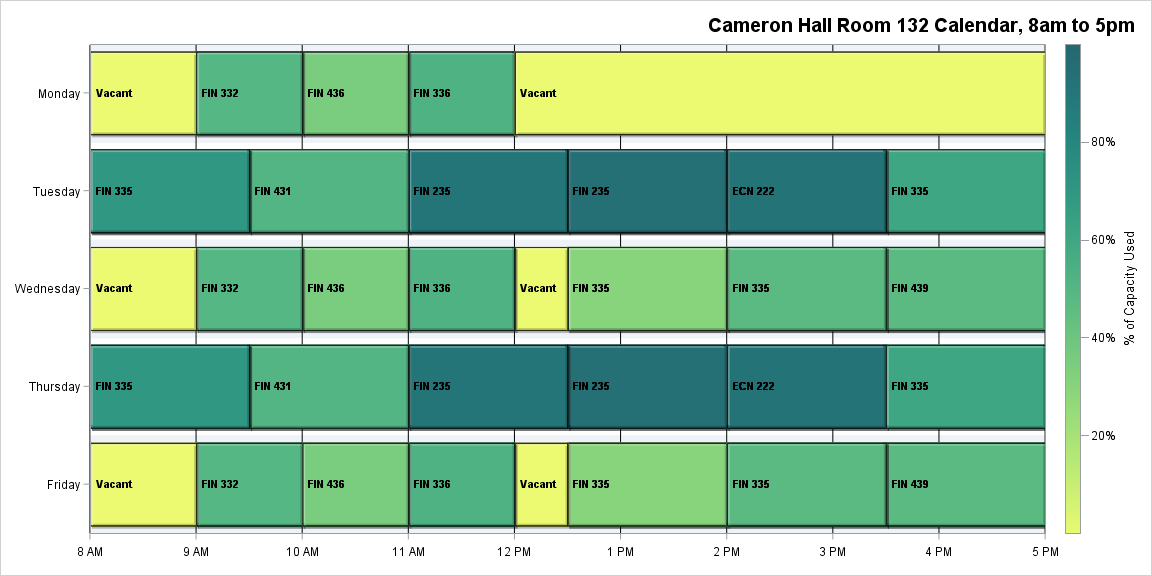 Cameron Hall Room 132 Calendar, 8am to 5pm
Monday Vacant FIN 332 FIN 436 FIN 336 Vacant
Tuesday FIN 335 FIN 431 FIN 235 FIN 235 ECN 222 FIN 335
Wednesday Vacant FIN 332 FIN 436 FIN 336 Vacant FIN 335 FIN 335 FIN 439
Thursday FIN 335 FIN 431 FIN 235 FIN 235 ECN 222 FIN 335
Friday Vacant FIN 332 FIN 436 FIN 336 Vacant FIN 335 FIN 335 FIN 439
8 AM 9 AM 10 AM 11 AM 12 PM 1 PM 2 PM 3 PM 4 PM 5 PM
80%
60%
40%
20%
% of Capacity Used